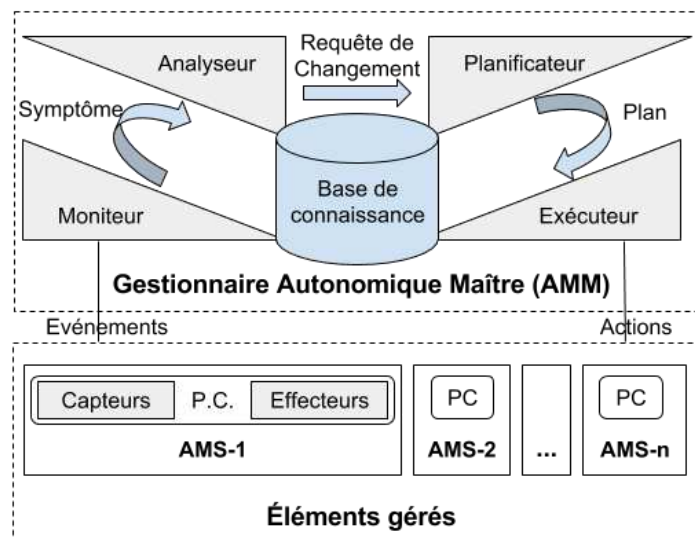 Analyseur
Requête de
Changement
Planificateur
Symptôme
Plan
Moniteur
Base de
connaissance
Exécuteur
Gestionnaire Autonomique Maître (AMM)
Evénements
Actions
Capteurs P.C. Effecteurs
PC
PC
AMS-1
AMS-2
...
AMS-n
Éléments gérés